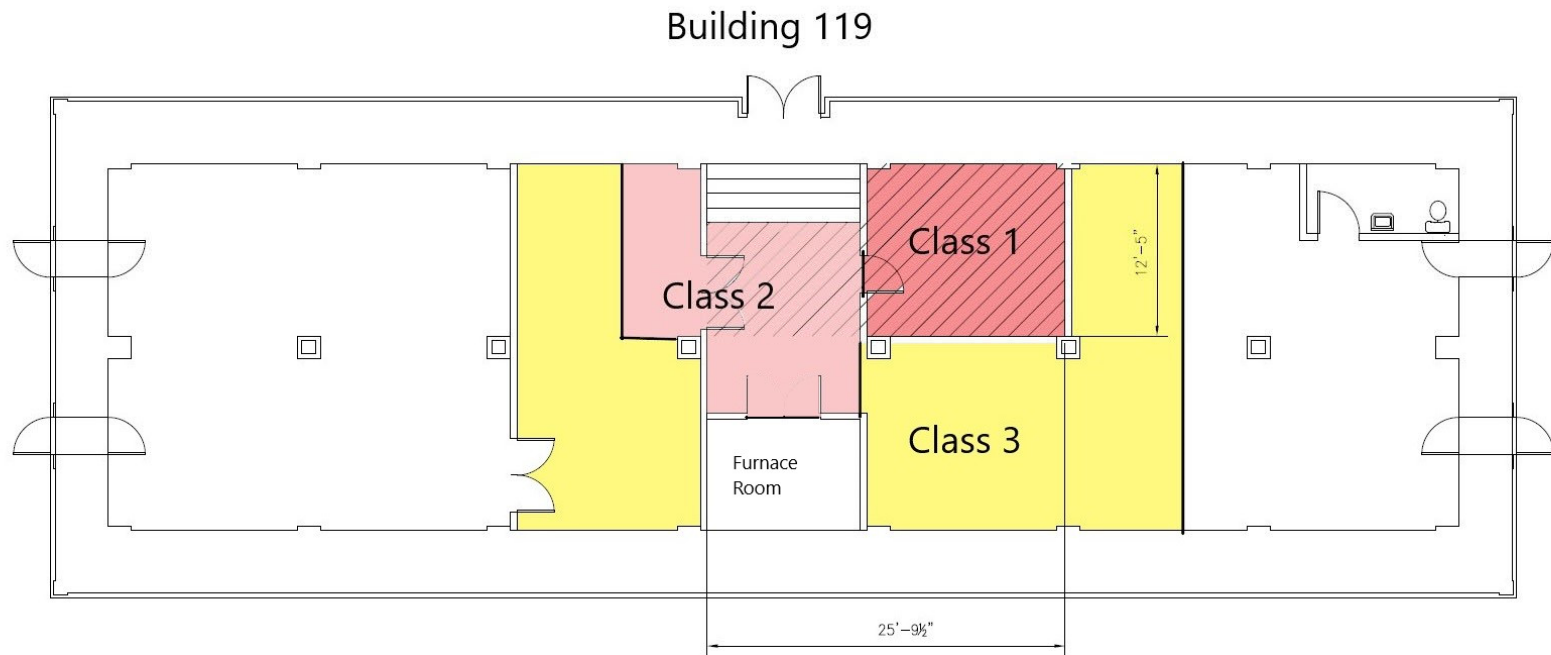 Building 119
Class 1
12'-5"
Class 2
Class 3
Furnace
Room
25'-9½"